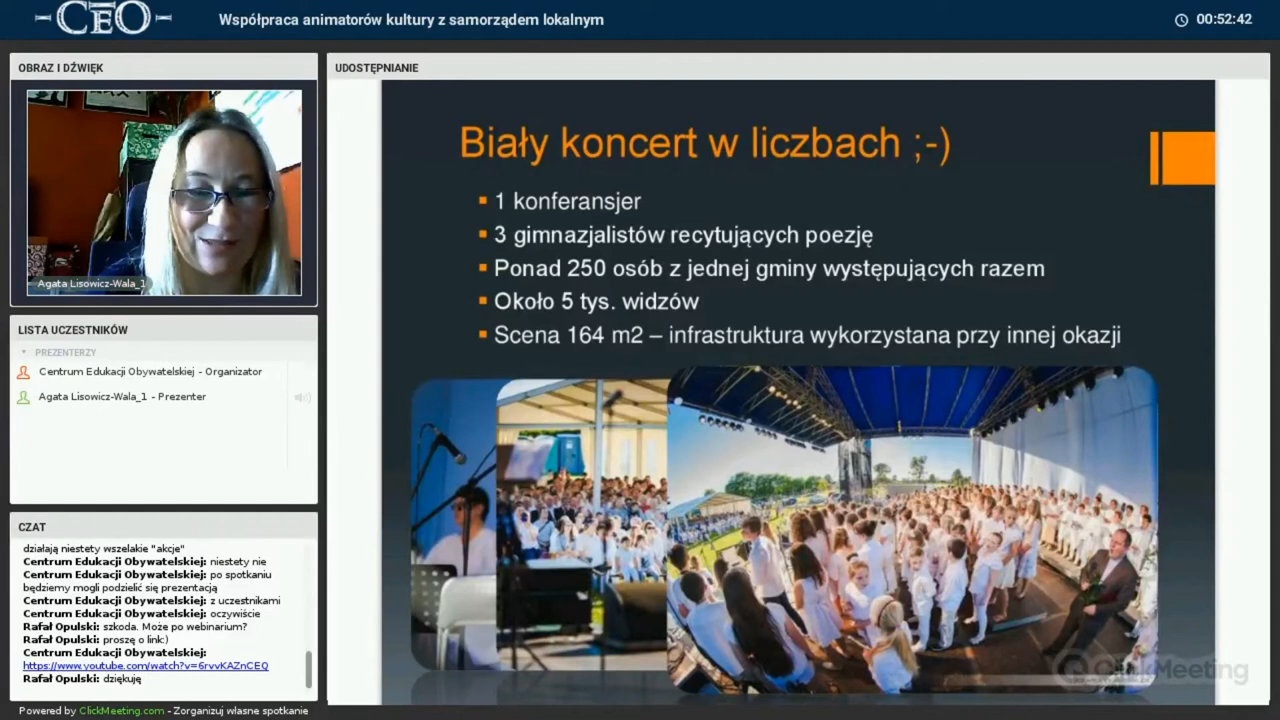 CEO
Współpraca animatorów kultury z samorządem lokalnym
00:52:42
OBRAZ I DŹWIĘK
Agata Lisowicz-Wala_1
LISTA UCZESTNIKÓW
PREZENTERZY
Centrum Edukacji Obywatelskiej - Organizator
Agata Lisowicz-Wala_1 - Prezenter
CZAT
działają niestety wszelakie "akcje"
Centrum Edukacji Obywatelskiej: niestety nie
Centrum Edukacji Obywatelskiej: po spotkaniu
będziemy mogli podzielić się prezentacją
Centrum Edukacji Obywatelskiej: z uczestnikami
Centrum Edukacji Obywatelskiej: oczywiście
Rafał Opulski: szkoda. Może po webinarium?
Rafał Opulski: proszę o link:)
Centrum Edukacji Obywatelskiej:
https://www.youtube.com/watch?v=6rvvKAZnCEQ
Rafał Opulski: dziękuję
Powered by ClickMeeting.com - Zorganizuj własne spotkanie
UDOSTĘPNIANIE
Biały koncert w liczbach ;-)
1 konferansjer
3 gimnazjalistów recytujących poezję
Ponad 250 osób z jednej gminy występujących razem
Około 5 tys. widzów
Scena 164 m2 – infrastruktura wykorzystana przy innej okazji
ClickMeeting